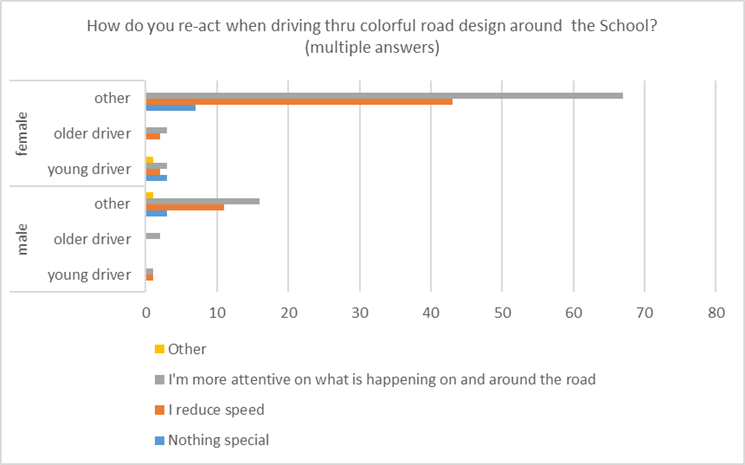 How do you re-act when driving thru colorful road design around the School?
(multiple answers)
female
other
older driver
young driver
male
other
older driver
young driver
0 10 20 30 40 50 60 70 80
Other
I'm more attentive on what is happening on and around the road
I reduce speed
Nothing special